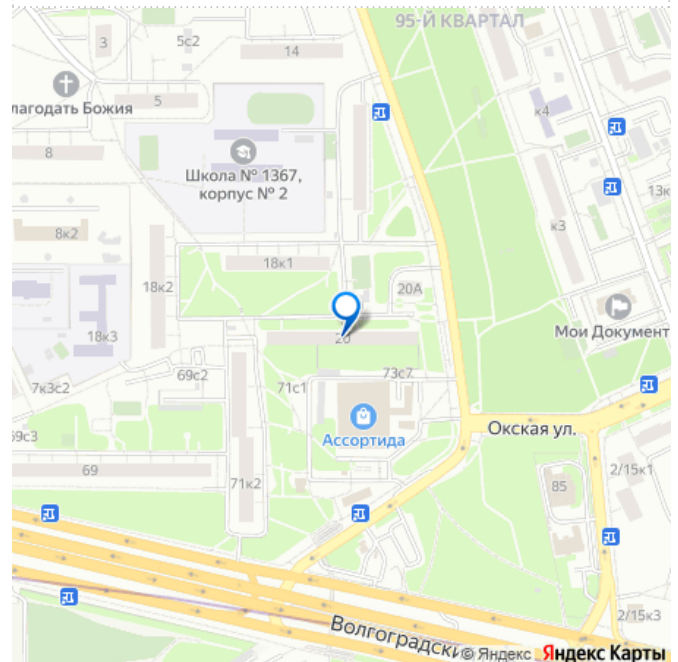 95-Й КВАРТАЛ
3
5с2
14
5
лагодать Божия
к4
8
Школа № 1367,
корпус № 2
13к
8к2
к3
18к1
18к2
20А
Мои Документ
18к3
20
69с2
73с7
7к3с2
71с1
Ассортида
Окская ул.
69с3
69
71к2
85
2/15к1
2/15к3
Волгоградски
© Яндекс Яндекс Карты